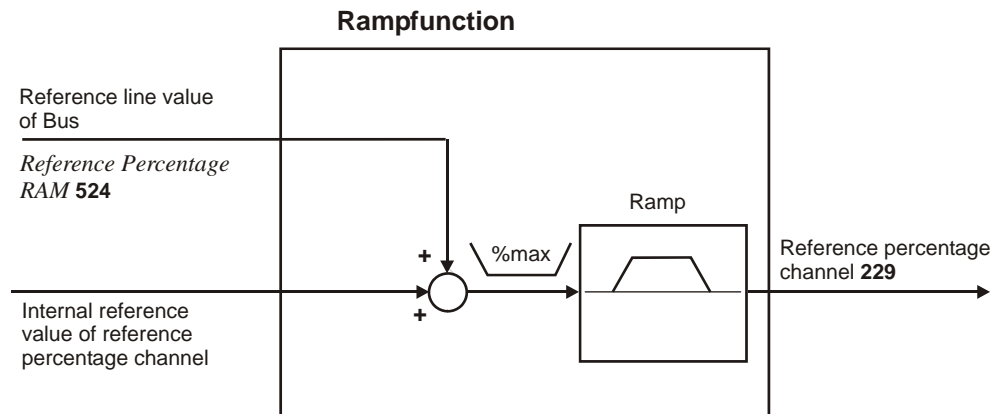 Rampfunction
Reference line value
of Bus
Reference Percentage
RAM 524
Ramp
+
%max
Reference percentage
channel 229
+
Internal reference
value of reference
percentage channel